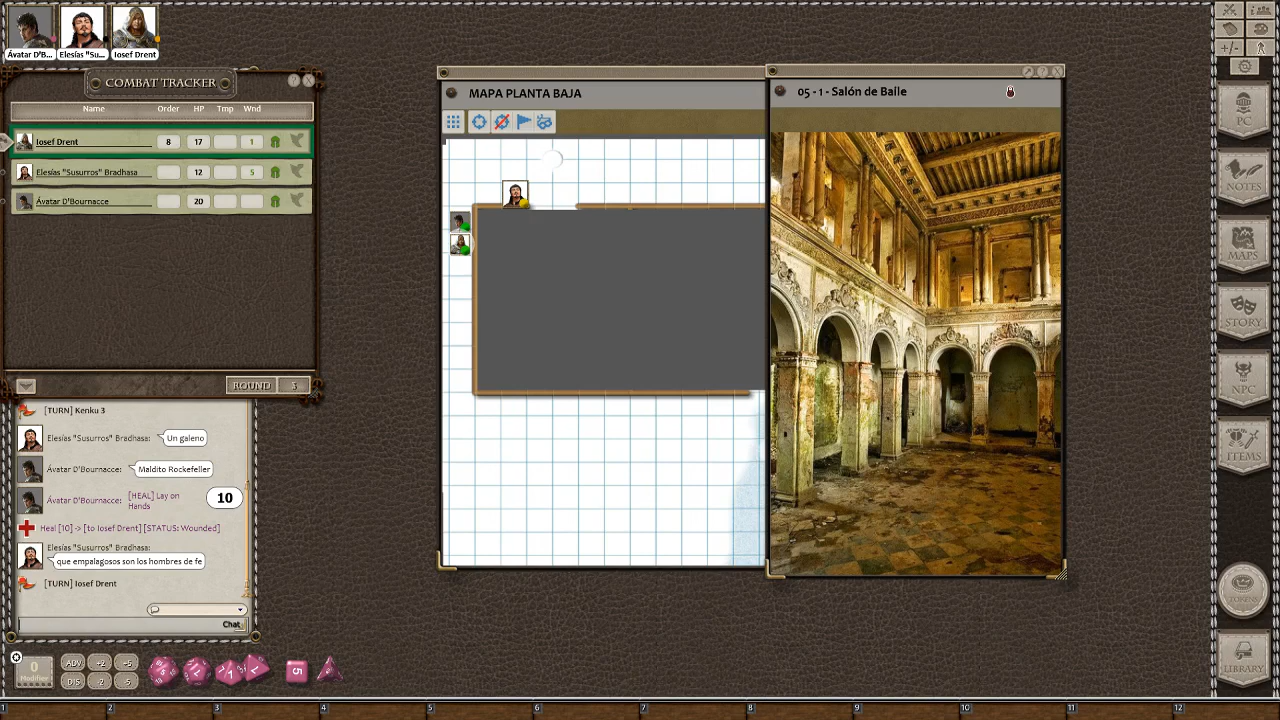 Ávatar D'B...
Elesías "Su...
Iosef Drent
COMBAT TRACKER
Name Order HP Tmp Wnd
Iosef Drent 8 17 1
Elesías "Susurros" Bradhasa 12 5
Ávatar D'Bournacce 20
ROUND 3
[TURN] Kenku 3
Elesías "Susurros" Bradhasa: Un galeno
Ávatar D'Bournacce: Maldito Rockefeller
Ávatar D'Bournacce: [HEAL] Lay on
Hands
10
Heal [10] -> [to Iosef Drent] [STATUS: Wounded]
Elesías "Susurros" Bradhasa:
que empalagosos son los hombres de fe
[TURN] Iosef Drent
Chat
0
Modifier
ADV +2 +5
DIS -2 -5
MAPA PLANTA BAJA
05 - 1 - Salón de Baile
+/-
PC
NOTES
MAPS
STORY
NPC
ITEMS
TOKENS
LIBRARY
1 2 3 4 5 6 7 8 9 10 11 12